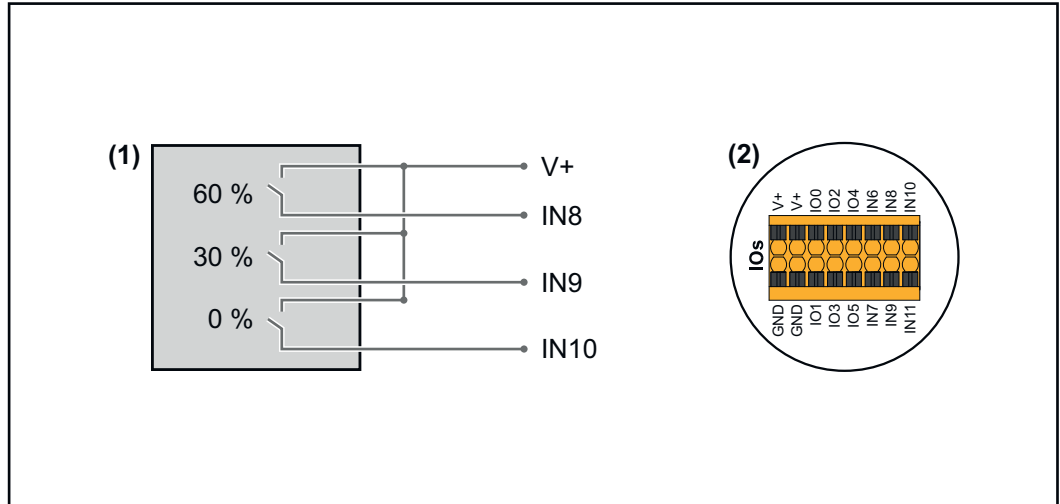 (1)
60 %
30 %
0 %
V+
IN8
IN9
IN10
(2)
IOs
V+ V+ IO0 IO2 IO4 IN6 IN8 IN10
GND GND IO1 IO3 IO5 IN7 IN9 IN11